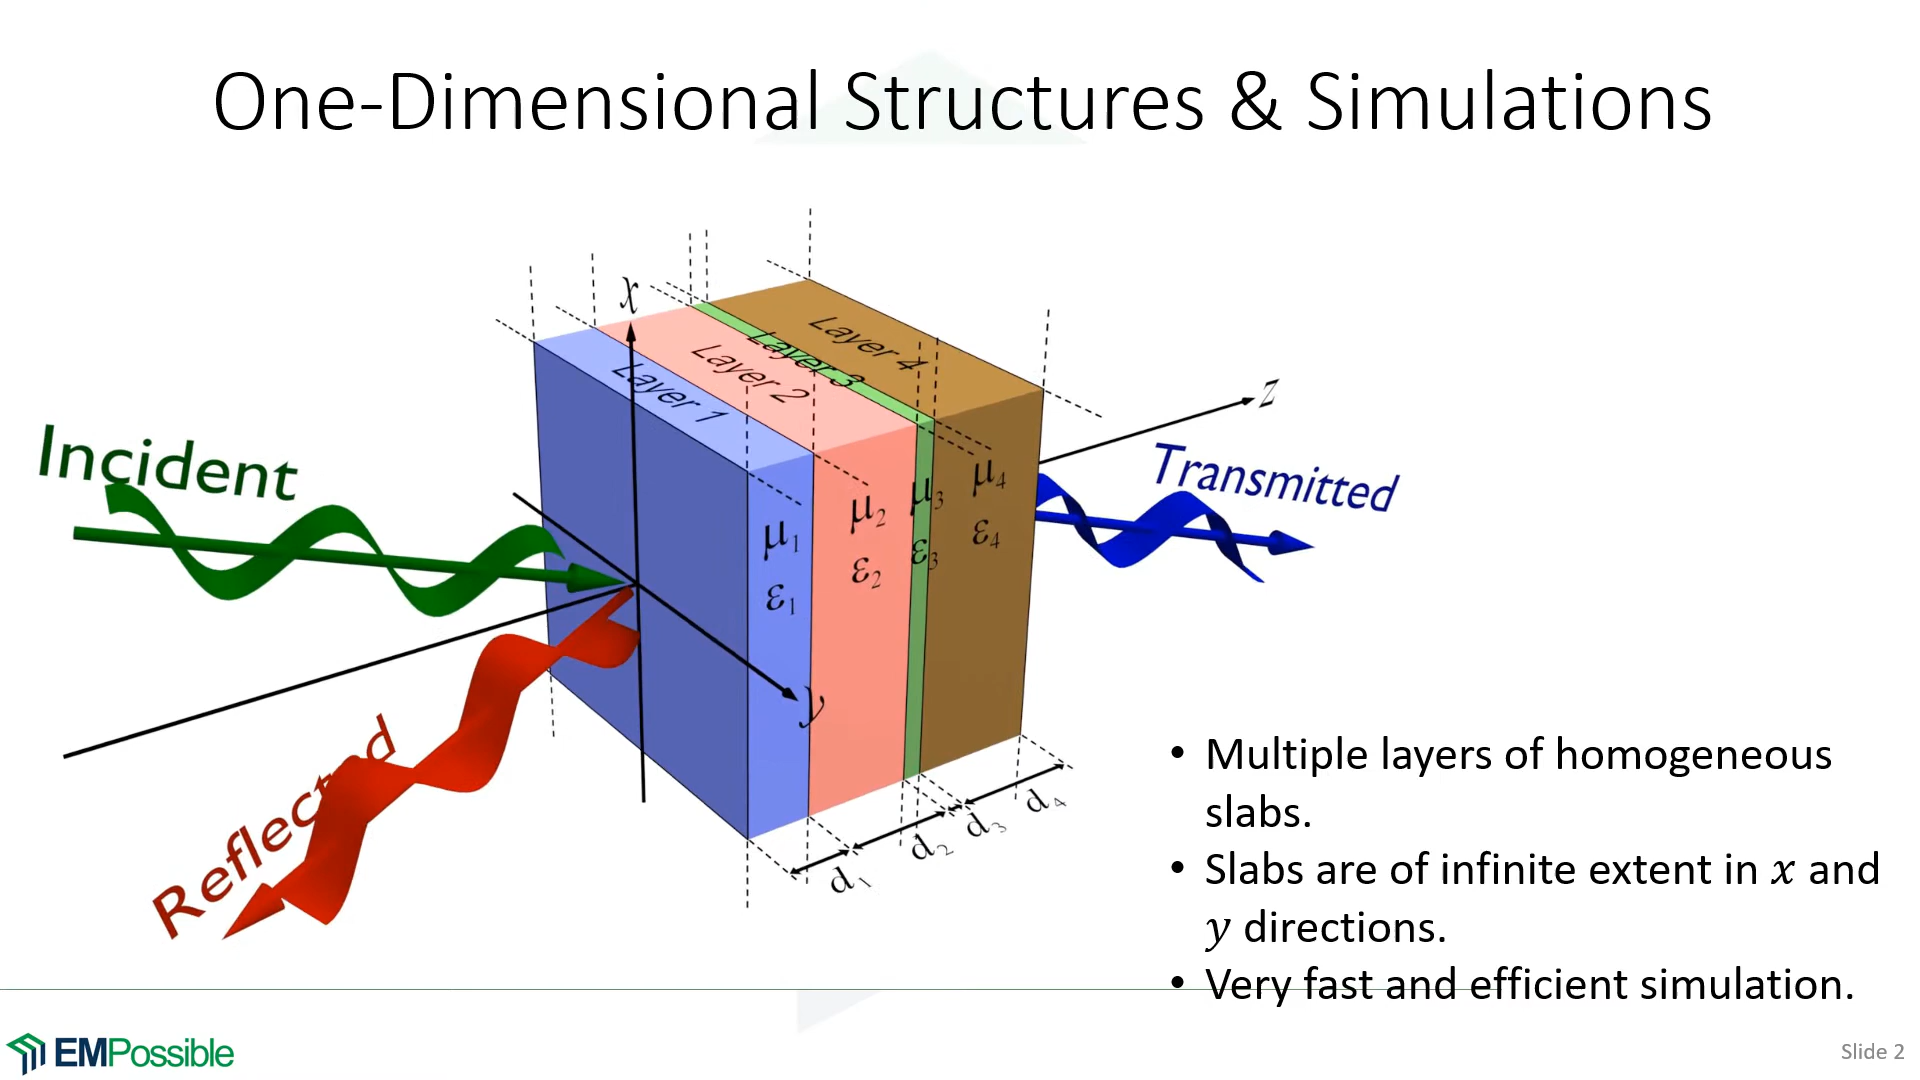 One-Dimensional Structures & Simulations
x
Layer 4
Layer 3
Layer 2
Layer 1
z
Incident
Transmitted
μ₁
ε₁
μ₂
ε₂
μ₃
ε₃
μ₄
ε₄
y
Reflected
d₁
d₂
d₃
d₄
• Multiple layers of homogeneous
slabs.
• Slabs are of infinite extent in x and
y directions.
• Very fast and efficient simulation.
EMPossible
Slide 2